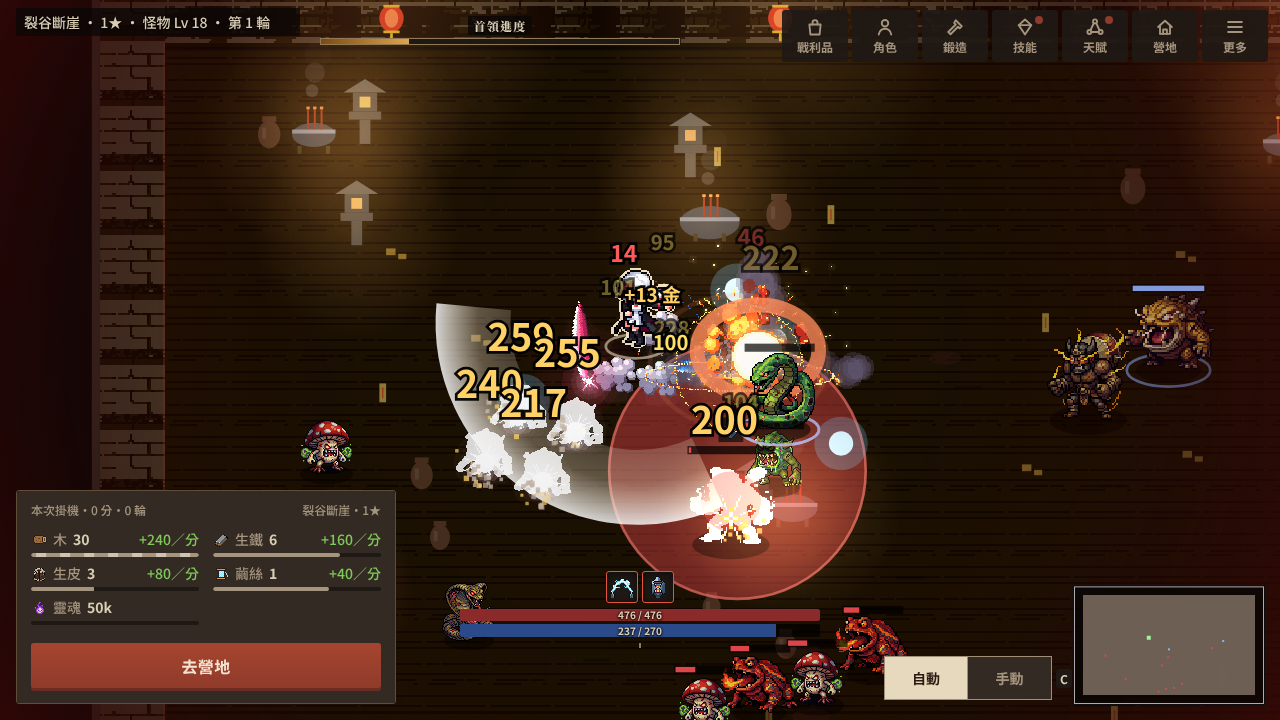 裂谷斷崖 · 1★ · 怪物 Lv 18 · 第 1 輪
首領進度
戰利品
角色
鍛造
技能
天賦
營地
更多
14
95
46
222
+13 金
228
100
259
255
240
217
200
本次掛機·0 分·0 輪
裂谷斷崖·1★
木 30
+240／分
生鐵 6
+160／分
生皮 3
+80／分
繭絲 1
+40／分
靈魂 50k
去營地
476 / 476
237 / 270
自動
手動
C